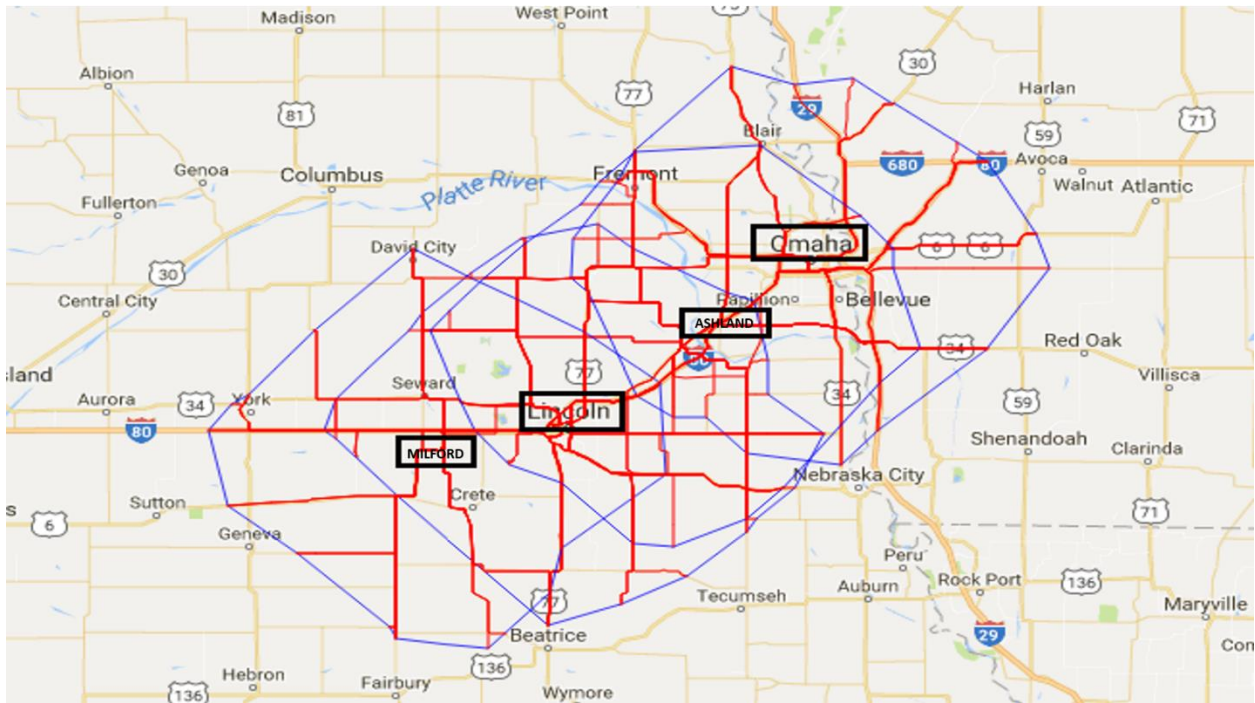 West Point
75
Madison
30
Albion
77
Harlan
29
81
71
Blair
59
680
80
Avoca
Genoa
Columbus
Fremont
Walnut
Atlantic
Platte River
Fullerton
David City
Omaha
6
6
30
Central City
Papillion
Bellevue
ASHLAND
Red Oak
34
sland
77
Villisca
Seward
Aurora
34
York
34
59
Lincoln
80
Shenandoah
MILFORD
Clarinda
Nebraska City
Crete
Sutton
s
6
71
Geneva
Peru
Rock Port
136
Auburn
77
Tecumseh
Maryville
Beatrice
29
Com
136
Hebron
Fairbury
136
Wymore